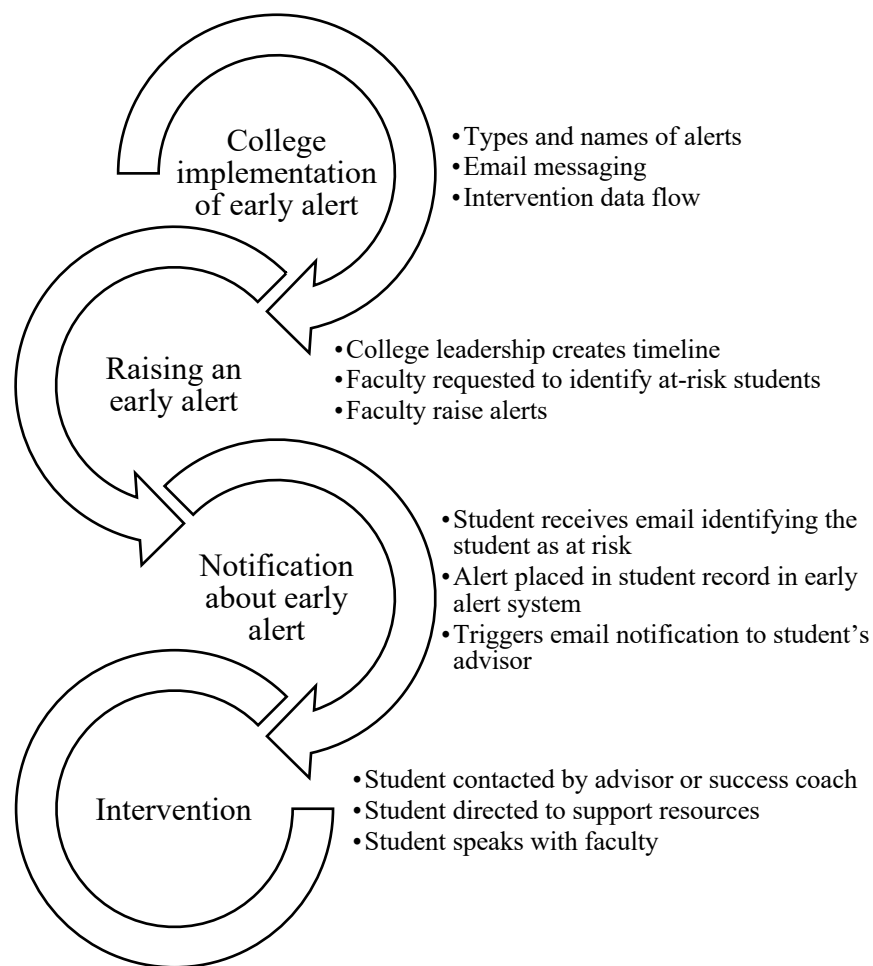 College
implementation
of early alert
•Types and names of alerts
•Email messaging
•Intervention data flow
Raising an
early alert
•College leadership creates timeline
•Faculty requested to identify at-risk students
•Faculty raise alerts
Notification
about early
alert
•Student receives email identifying the
student as at risk
•Alert placed in student record in early
alert system
•Triggers email notification to student’s
advisor
Intervention
•Student contacted by advisor or success coach
•Student directed to support resources
•Student speaks with faculty